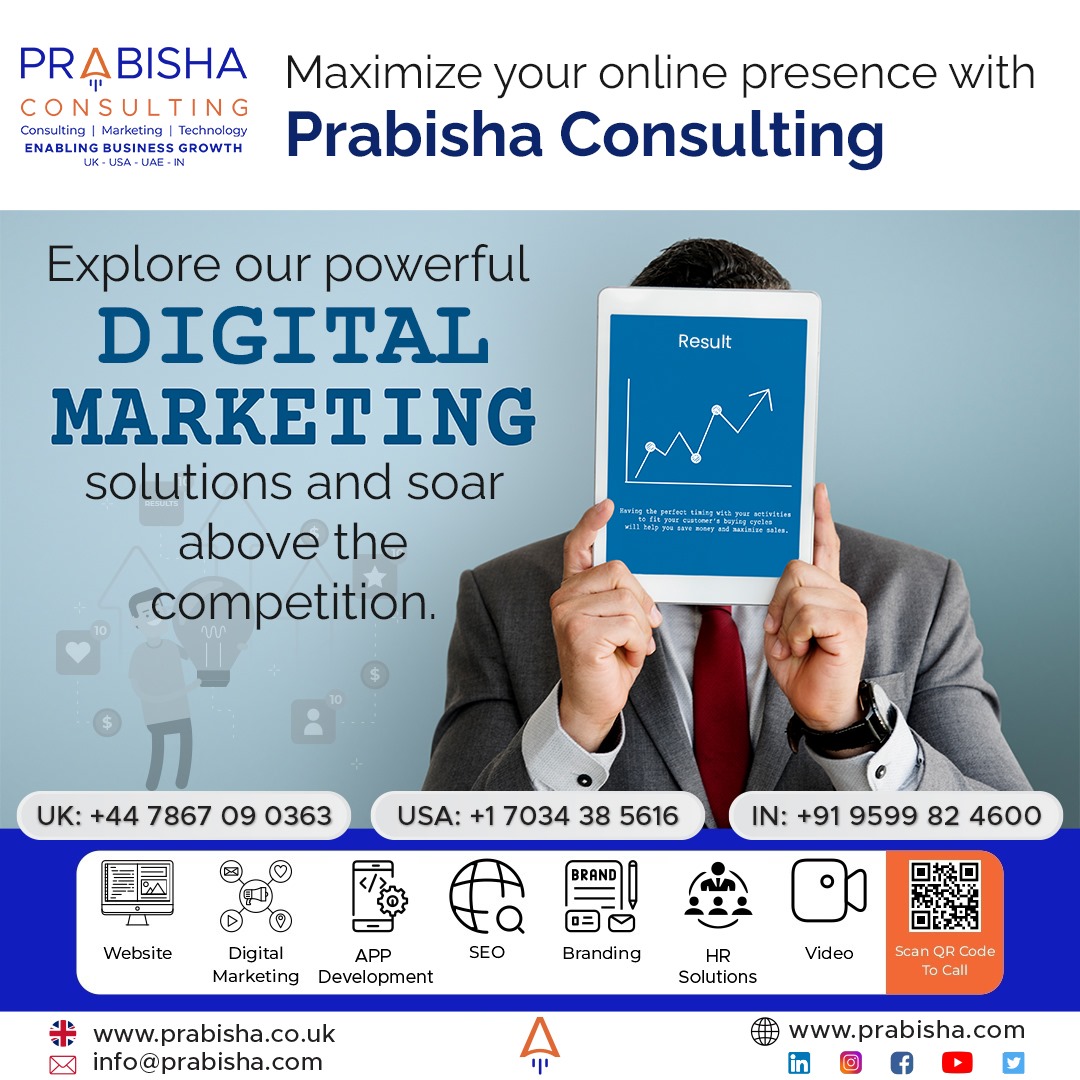 PRABISHA
CONSULTING
Consulting | Marketing | Technology
ENABLING BUSINESS GROWTH
UK - USA - UAE - IN
Maximize your online presence with
Prabisha Consulting
Explore our powerful
DIGITAL
MARKETING
solutions and soar
above the
competition.
RESULTS
10
10
Result
Having the perfect timing with your activities
to fit your customer's buying cycles
will help you save money and maximize sales.
UK: +44 7867 09 0363
USA: +1 7034 38 5616
IN: +91 9599 82 4600
BRAND
Website
Digital
Marketing
APP
Development
SEO
Branding
HR
Solutions
Video
Scan QR Code
To Call
www.prabisha.co.uk
info@prabisha.com
www.prabisha.com